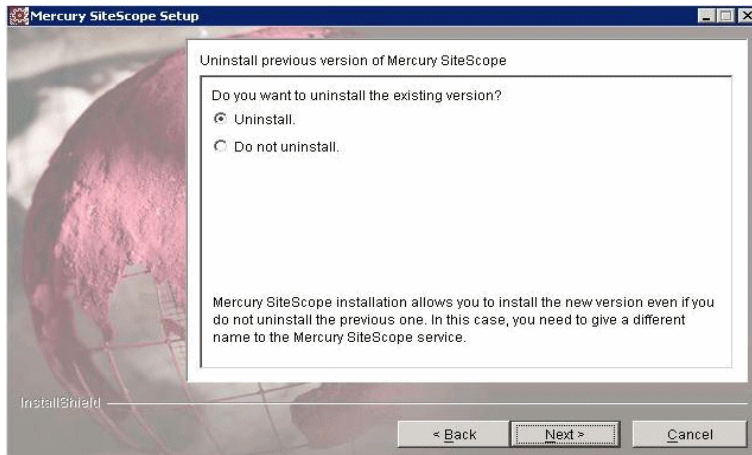 Mercury SiteScope Setup
Uninstall previous version of Mercury SiteScope
Do you want to uninstall the existing version?
Uninstall.
Do not uninstall.
Mercury SiteScope installation allows you to install the new version even if you
do not uninstall the previous one. In this case, you need to give a different
name to the Mercury SiteScope service.
InstallShield
< Back
Next >
Cancel